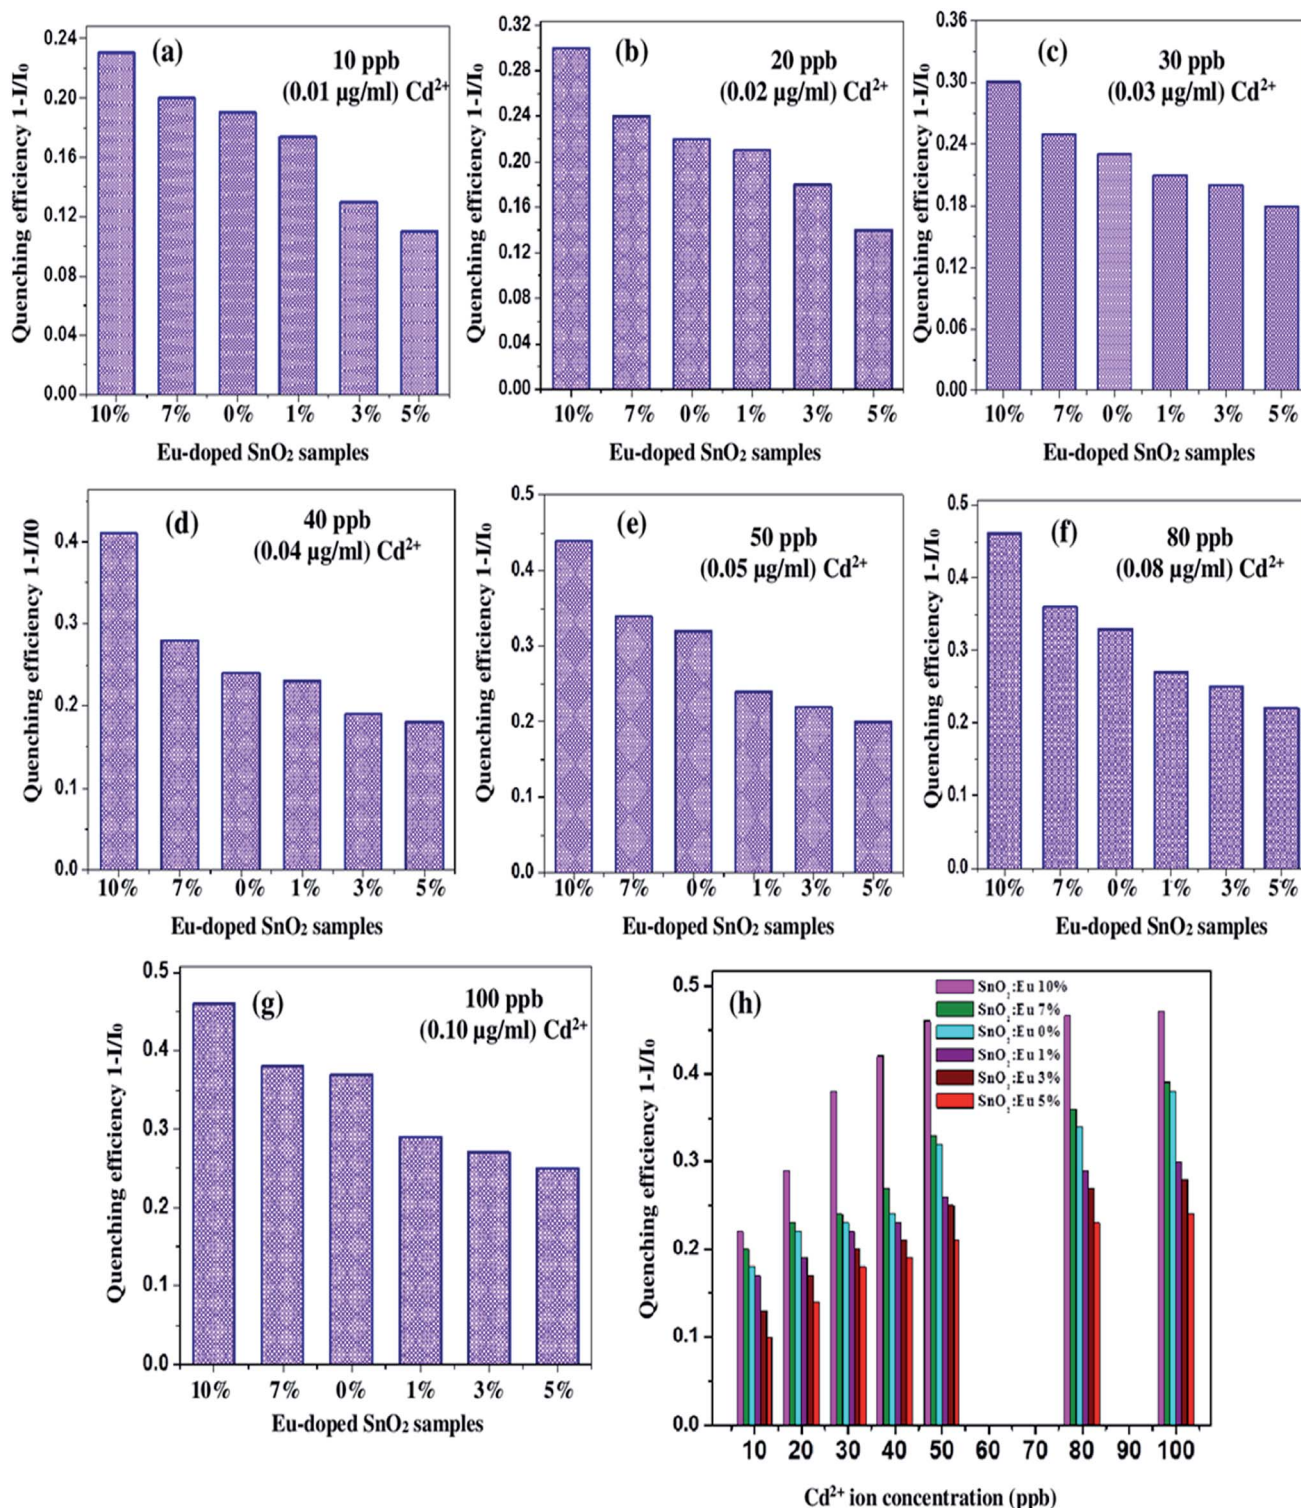 (a)
10 ppb
(0.01 µg/ml) Cd²⁺
Quenching efficiency 1-I/I₀
0.24
0.20
0.16
0.12
0.08
0.04
0.00
10% 7% 0% 1% 3% 5%
Eu-doped SnO₂ samples
(b)
20 ppb
(0.02 µg/ml) Cd²⁺
Quenching efficiency 1-I/I₀
0.32
0.28
0.24
0.20
0.16
0.12
0.08
0.04
0.00
10% 7% 0% 1% 3% 5%
Eu-doped SnO₂ samples
(c)
30 ppb
(0.03 µg/ml) Cd²⁺
Quenching efficiency 1-I/I₀
0.36
0.30
0.24
0.18
0.12
0.06
0.00
10% 7% 0% 1% 3% 5%
Eu-doped SnO₂ samples
(d)
40 ppb
(0.04 µg/ml) Cd²⁺
Quenching efficiency 1-I/I0
0.4
0.3
0.2
0.1
0.0
10% 7% 0% 1% 3% 5%
Eu-doped SnO₂ samples
(e)
50 ppb
(0.05 µg/ml) Cd²⁺
Quenching efficiency 1-I/I₀
0.5
0.4
0.3
0.2
0.1
0.0
10% 7% 0% 1% 3% 5%
Eu-doped SnO₂ samples
(f)
80 ppb
(0.08 µg/ml) Cd²⁺
Quenching efficiency 1-I/I₀
0.5
0.4
0.3
0.2
0.1
0.0
10% 7% 0% 1% 3% 5%
Eu-doped SnO₂ samples
(g)
100 ppb
(0.10 µg/ml) Cd²⁺
Quenching efficiency 1-I/I₀
0.5
0.4
0.3
0.2
0.1
0.0
10% 7% 0% 1% 3% 5%
Eu-doped SnO₂ samples
(h)
SnO₂:Eu 10%
SnO₂:Eu 7%
SnO₂:Eu 0%
SnO₂:Eu 1%
SnO₂:Eu 3%
SnO₂:Eu 5%
Quenching efficiency 1-I/I₀
0.5
0.4
0.3
0.2
0.1
0.0
10 20 30 40 50 60 70 80 90 100
Cd²⁺ ion concentration (ppb)